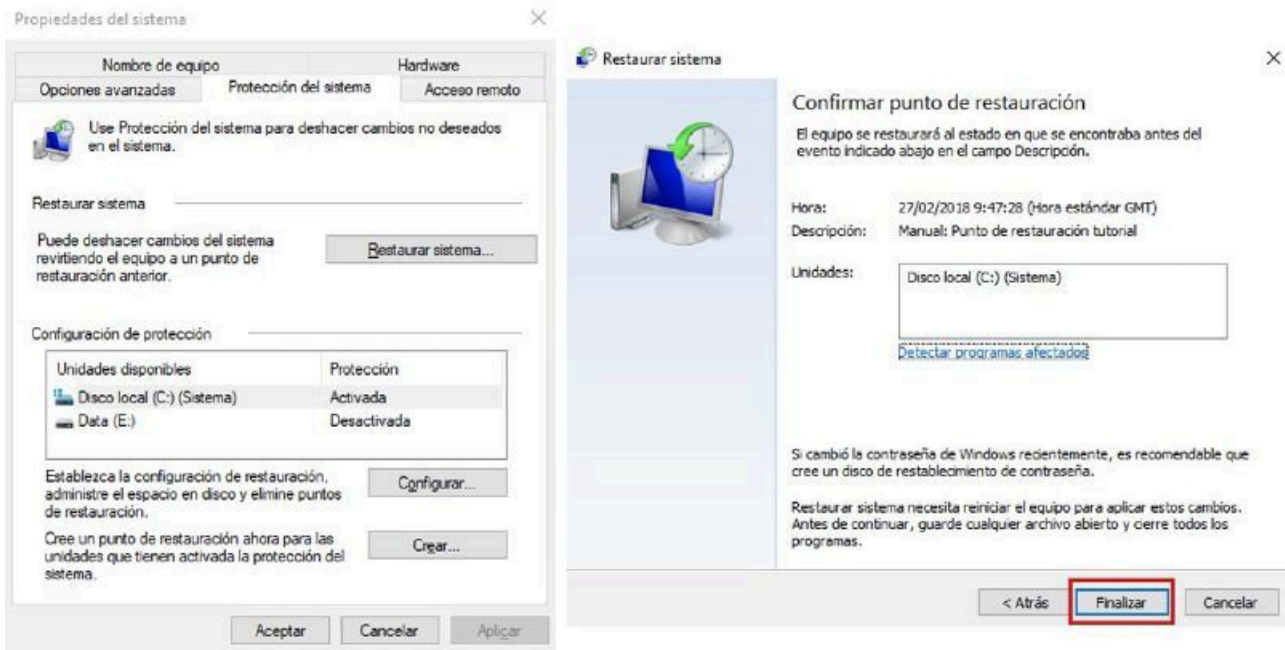 Propiedades del sistema
Nombre de equipo
Hardware
Opciones avanzadas
Protección del sistema
Acceso remoto
Use Protección del sistema para deshacer cambios no deseados
en el sistema.
Restaurar sistema
Puede deshacer cambios del sistema
revirtiendo el equipo a un punto de
restauración anterior.
Restaurar sistema...
Configuración de protección
Unidades disponibles Protección
Disco local (C:) (Sistema) Activada
Data (E:) Desactivada
Establezca la configuración de restauración,
administre el espacio en disco y elimine puntos
de restauración.
Configurar...
Cree un punto de restauración ahora para las
unidades que tienen activada la protección del
sistema.
Crear...
Aceptar Cancelar Aplicar
Restaurar sistema
Confirmar punto de restauración
El equipo se restaurará al estado en que se encontraba antes del
evento indicado abajo en el campo Descripción.
Hora: 27/02/2018 9:47:28 (Hora estándar GMT)
Descripción: Manual: Punto de restauración tutorial
Unidades: Disco local (C:) (Sistema)
Detectar programas afectados
Si cambió la contraseña de Windows recientemente, es recomendable que
cree un disco de restablecimiento de contraseña.
Restaurar sistema necesita reiniciar el equipo para aplicar estos cambios.
Antes de continuar, guarde cualquier archivo abierto y cierre todos los
programas.
< Atrás Finalizar Cancelar